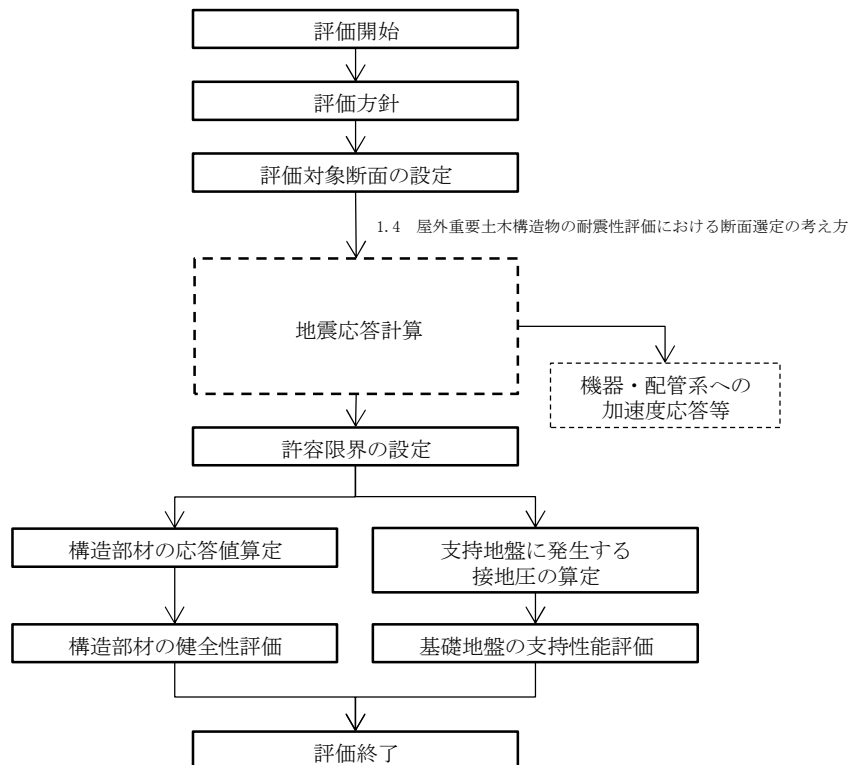 評価開始
評価方針
評価対象断面の設定
1.4　屋外重要土木構造物の耐震性評価における断面選定の考え方
地震応答計算
機器・配管系への
加速度応答等
許容限界の設定
構造部材の応答値算定
支持地盤に発生する
接地圧の算定
構造部材の健全性評価
基礎地盤の支持性能評価
評価終了